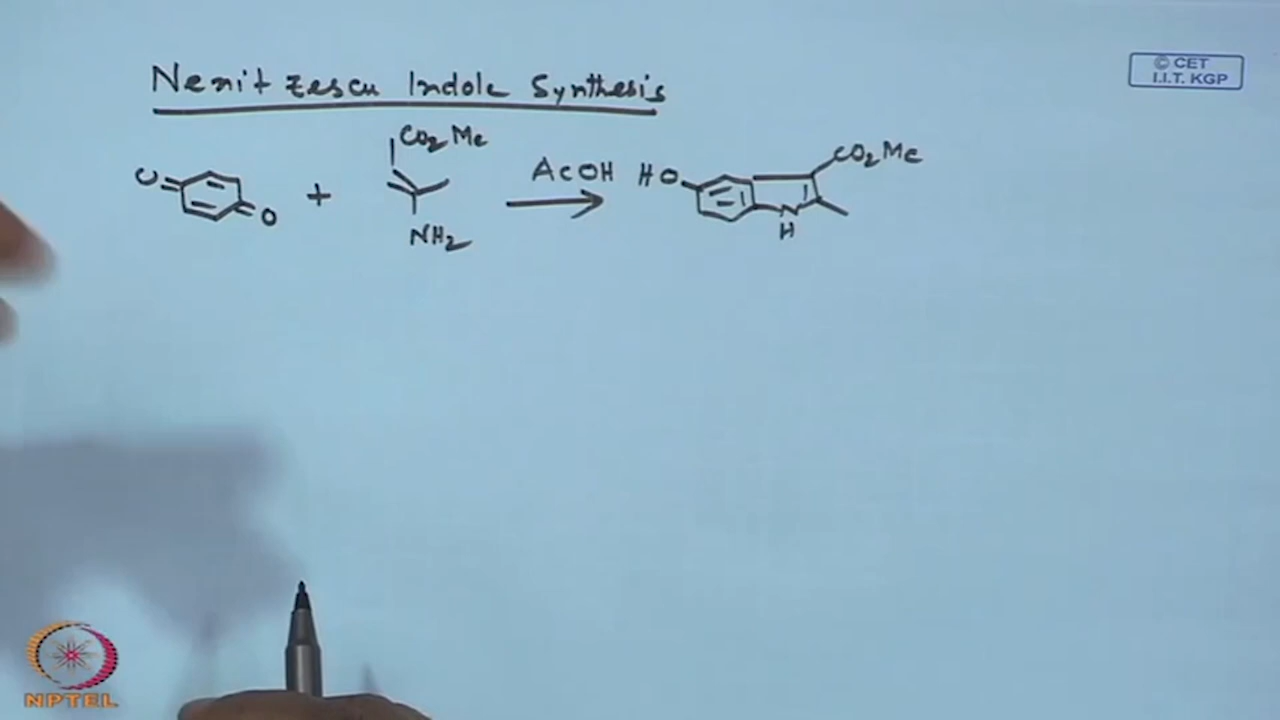 Nenitzescu Indole Synthesis
© CET
I.I.T. KGP
CO2Me
O
+
O
NH2
AcOH
HO
CO2Me
N
H
NPTEL